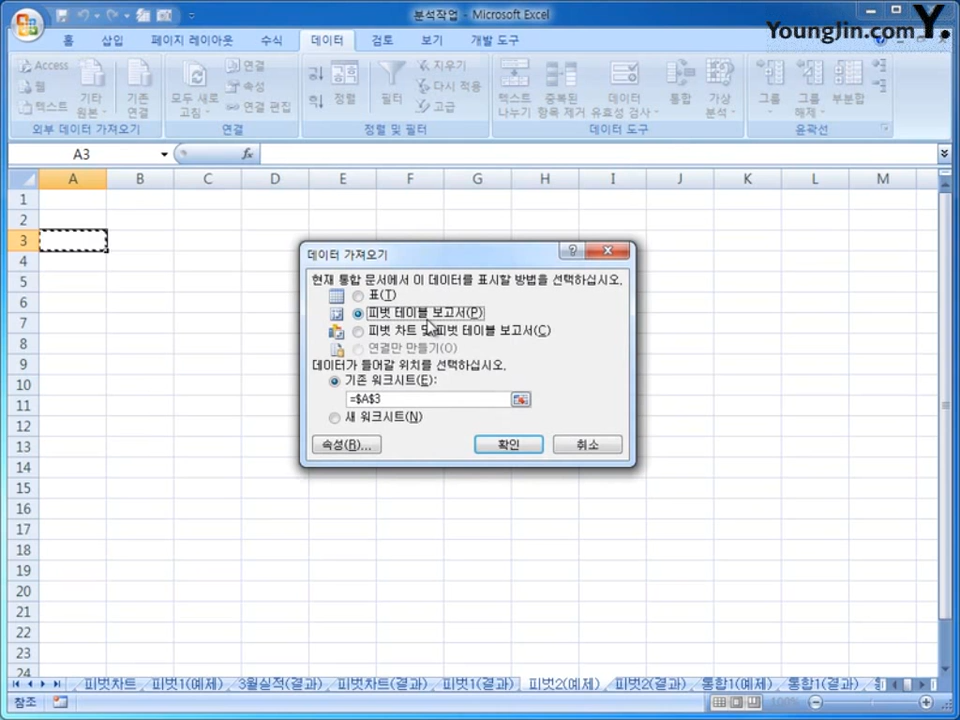 분석작업 - Microsoft Excel
YoungJin.com Y.
홈 삽입 페이지 레이아웃 수식 데이터 검토 보기 개발 도구
Access
웹
텍스트
기타
원본
기존
연결
외부 데이터 가져오기
모두 새로
고침
연결
속성
연결 편집
연결
정렬
필터
지우기
다시 적용
고급
정렬 및 필터
텍스트
나누기
중복된
항목 제거
데이터
유효성 검사
통합
가상
분석
데이터 도구
그룹
그룹
해제
부분합
윤곽선
A3 fx
A B C D E F G H I J K L M
1
2
3
4
5
6
7
8
9
10
11
12
13
14
15
16
17
18
19
20
21
22
23
24
데이터 가져오기
현재 통합 문서에서 이 데이터를 표시할 방법을 선택하십시오.
표(T)
피벗 테이블 보고서(P)
피벗 차트 및 피벗 테이블 보고서(C)
연결만 만들기(O)
데이터가 들어갈 위치를 선택하십시오.
기존 워크시트(E):
=$A$3
새 워크시트(N)
속성(R)... 확인 취소
피벗차트 피벗1(예제) 3월실적(결과) 피벗차트(결과) 피벗1(결과) 피벗2(예제) 피벗2(결과) 통합1(예제) 통합1(결과)
참조 100%